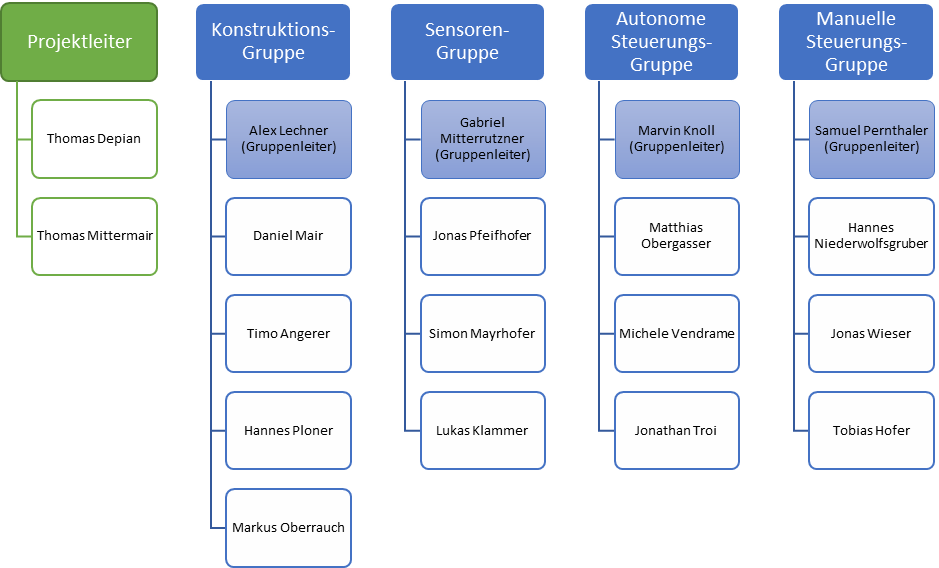 Projektleiter
Thomas Depian
Thomas Mittermair
Konstruktions-
Gruppe
Alex Lechner
(Gruppenleiter)
Daniel Mair
Timo Angerer
Hannes Ploner
Markus Oberrauch
Sensoren-
Gruppe
Gabriel
Mitterrutzner
(Gruppenleiter)
Jonas Pfeifhofer
Simon Mayrhofer
Lukas Klammer
Autonome
Steuerungs-
Gruppe
Marvin Knoll
(Gruppenleiter)
Matthias
Obergasser
Michele Vendrame
Jonathan Troi
Manuelle
Steuerungs-
Gruppe
Samuel Pernthaler
(Gruppenleiter)
Hannes
Niederwolfsgruber
Jonas Wieser
Tobias Hofer